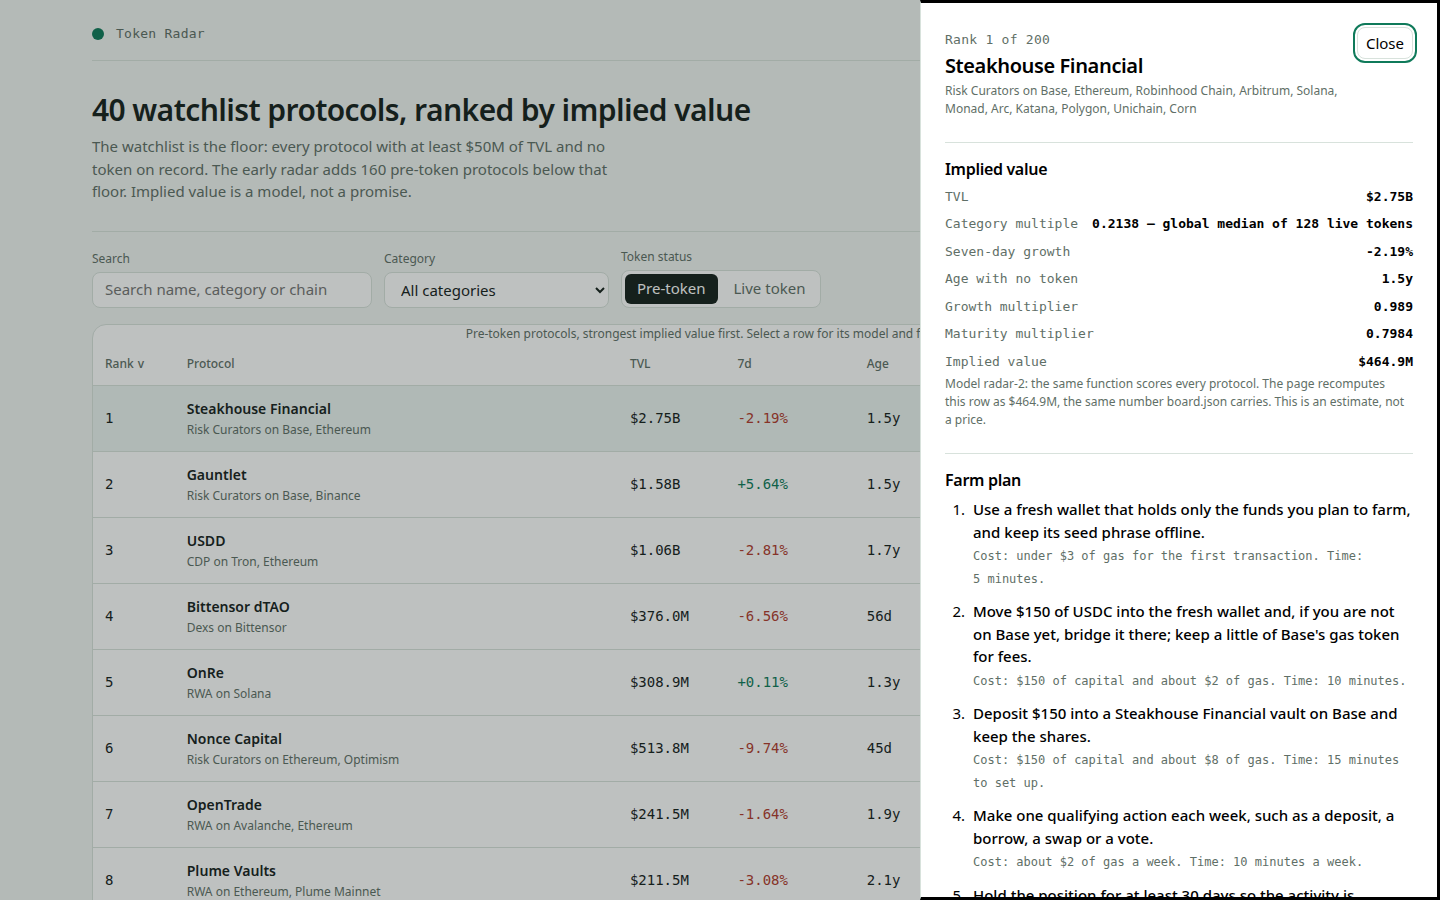 Token Radar
40 watchlist protocols, ranked by implied value
The watchlist is the floor: every protocol with at least $50M of TVL and no
token on record. The early radar adds 160 pre-token protocols below that
floor. Implied value is a model, not a promise.
Search
Category
Token status
Search name, category or chain
All categories
Pre-token
Live token
Pre-token protocols, strongest implied value first. Select a row for its model and f
Rank v
Protocol
TVL
7d
Age
1
Steakhouse Financial
Risk Curators on Base, Ethereum
$2.75B
-2.19%
1.5y
2
Gauntlet
Risk Curators on Base, Binance
$1.58B
+5.64%
1.5y
3
USDD
CDP on Tron, Ethereum
$1.06B
-2.81%
1.7y
4
Bittensor dTAO
Dexs on Bittensor
$376.0M
-6.56%
56d
5
OnRe
RWA on Solana
$308.9M
+0.11%
1.3y
6
Nonce Capital
Risk Curators on Ethereum, Optimism
$513.8M
-9.74%
45d
7
OpenTrade
RWA on Avalanche, Ethereum
$241.5M
-1.64%
1.9y
8
Plume Vaults
RWA on Ethereum, Plume Mainnet
$211.5M
-3.08%
2.1y
Rank 1 of 200
Close
Steakhouse Financial
Risk Curators on Base, Ethereum, Robinhood Chain, Arbitrum, Solana,
Monad, Arc, Katana, Polygon, Unichain, Corn
Implied value
TVL $2.75B
Category multiple 0.2138 — global median of 128 live tokens
Seven-day growth -2.19%
Age with no token 1.5y
Growth multiplier 0.989
Maturity multiplier 0.7984
Implied value $464.9M
Model radar-2: the same function scores every protocol. The page recomputes
this row as $464.9M, the same number board.json carries. This is an estimate, not
a price.
Farm plan
1. Use a fresh wallet that holds only the funds you plan to farm,
and keep its seed phrase offline.
Cost: under $3 of gas for the first transaction. Time:
5 minutes.
2. Move $150 of USDC into the fresh wallet and, if you are not
on Base yet, bridge it there; keep a little of Base's gas token
for fees.
Cost: $150 of capital and about $2 of gas. Time: 10 minutes.
3. Deposit $150 into a Steakhouse Financial vault on Base and
keep the shares.
Cost: $150 of capital and about $8 of gas. Time: 15 minutes
to set up.
4. Make one qualifying action each week, such as a deposit, a
borrow, a swap or a vote.
Cost: about $2 of gas a week. Time: 10 minutes a week.
5. Hold the position for at least 30 days so the activity is